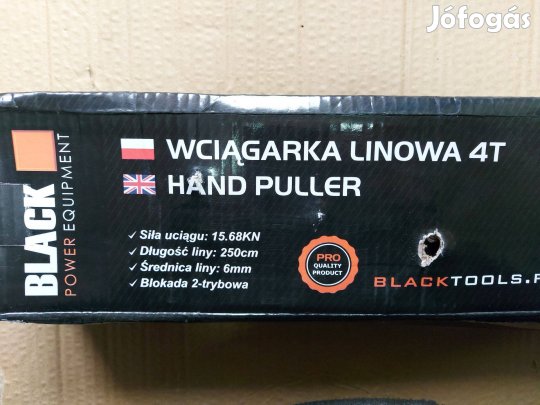 Jófogás
BLACK
POWER EQUIPMENT
WCIĄGARKA LINOWA 4T
HAND PULLER
✓ Siła uciągu: 15.68KN
✓ Długość liny: 250cm
✓ Średnica liny: 6mm
✓ Blokada 2-trybowa
PRO
QUALITY
PRODUCT
BLACKTOOLS.P